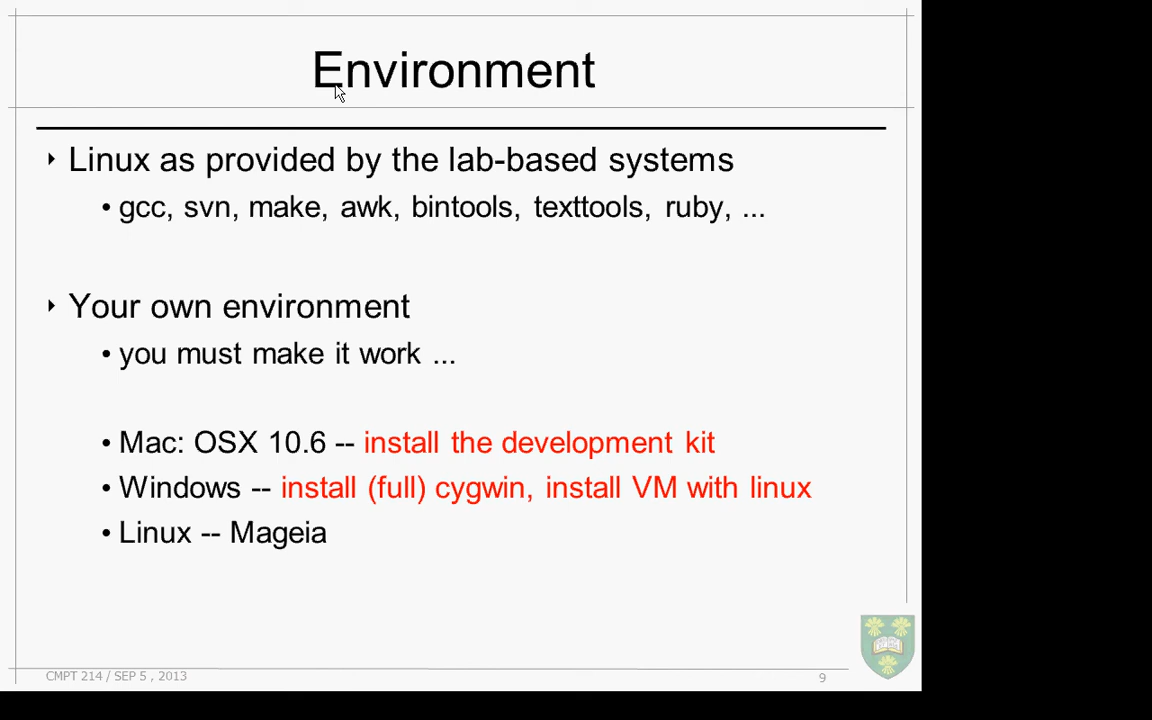 Environment
‣ Linux as provided by the lab-based systems
• gcc, svn, make, awk, bintools, texttools, ruby, ...
‣ Your own environment
• you must make it work ...
• Mac: OSX 10.6 -- install the development kit
• Windows -- install (full) cygwin, install VM with linux
• Linux -- Mageia
CMPT 214 / SEP 5 , 2013
9